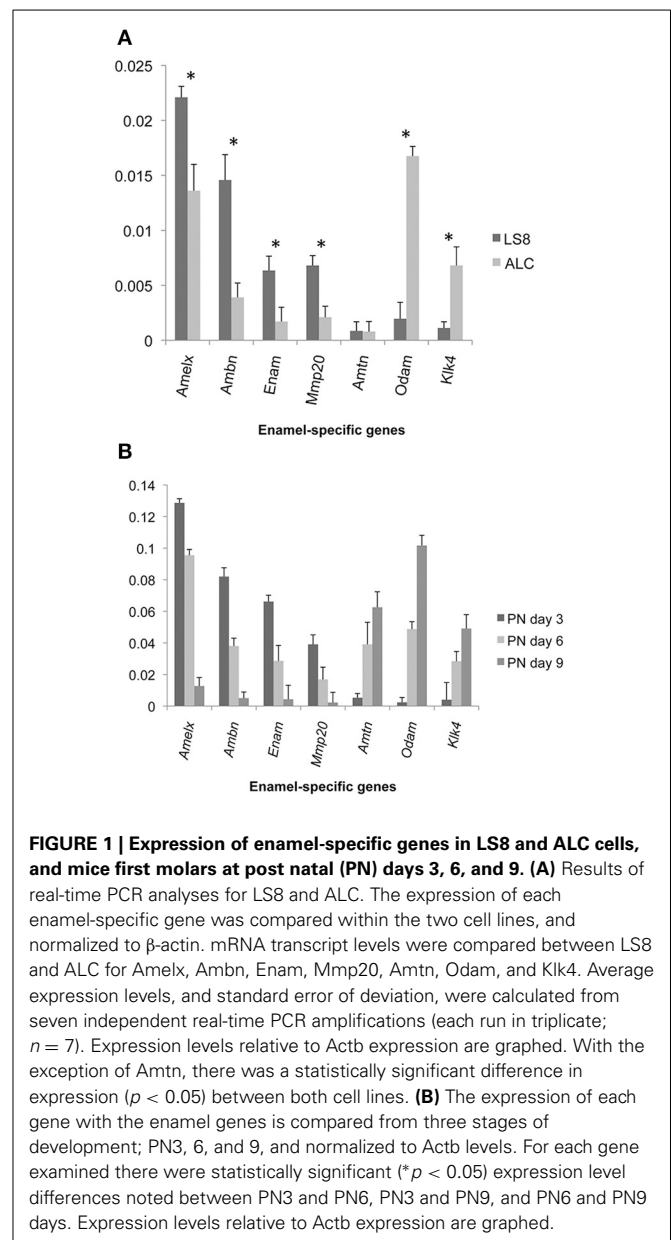 A
0.025
0.02
0.015
0.01
0.005
0
* * * * * *
LS8
ALC
Amelx Ambn Enam Mmp20 Amtn Odam Klk4
Enamel-specific genes
B
0.14
0.12
0.1
0.08
0.06
0.04
0.02
0
PN day 3
PN day 6
PN day 9
Amelx Ambn Enam Mmp20 Amtn Odam Klk4
Enamel-specific genes
FIGURE 1 | Expression of enamel-specific genes in LS8 and ALC cells,
and mice first molars at post natal (PN) days 3, 6, and 9. (A) Results of
real-time PCR analyses for LS8 and ALC. The expression of each
enamel-specific gene was compared within the two cell lines, and
normalized to β-actin. mRNA transcript levels were compared between LS8
and ALC for Amelx, Ambn, Enam, Mmp20, Amtn, Odam, and Klk4. Average
expression levels, and standard error of deviation, were calculated from
seven independent real-time PCR amplifications (each run in triplicate;
n = 7). Expression levels relative to Actb expression are graphed. With the
exception of Amtn, there was a statistically significant difference in
expression (p < 0.05) between both cell lines. (B) The expression of each
gene with the enamel genes is compared from three stages of
development; PN3, 6, and 9, and normalized to Actb levels. For each gene
examined there were statistically significant (*p < 0.05) expression level
differences noted between PN3 and PN6, PN3 and PN9, and PN6 and PN9
days. Expression levels relative to Actb expression are graphed.